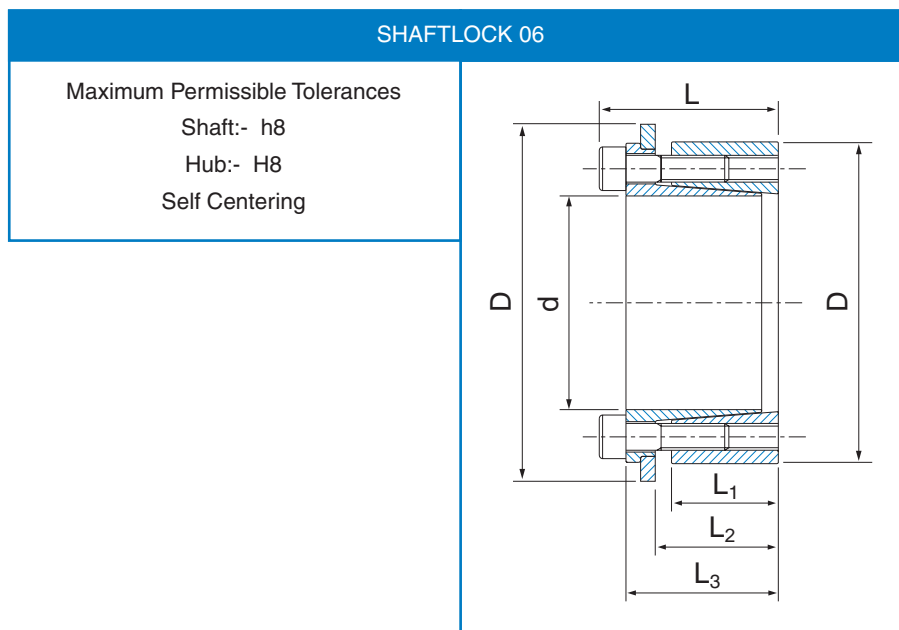 SHAFTLOCK 06
Maximum Permissible Tolerances
Shaft:- h8
Hub:- H8
Self Centering
L
D
d
D
L₁
L₂
L₃